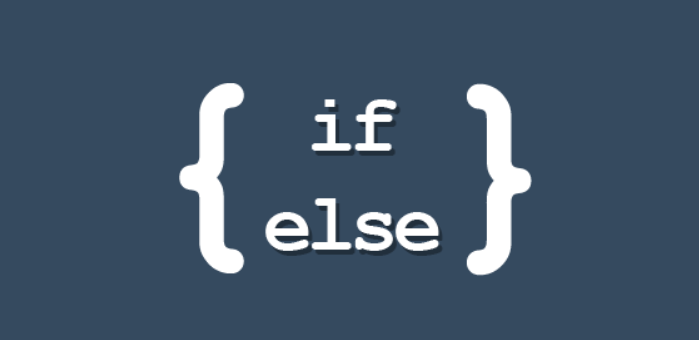 { if
else }